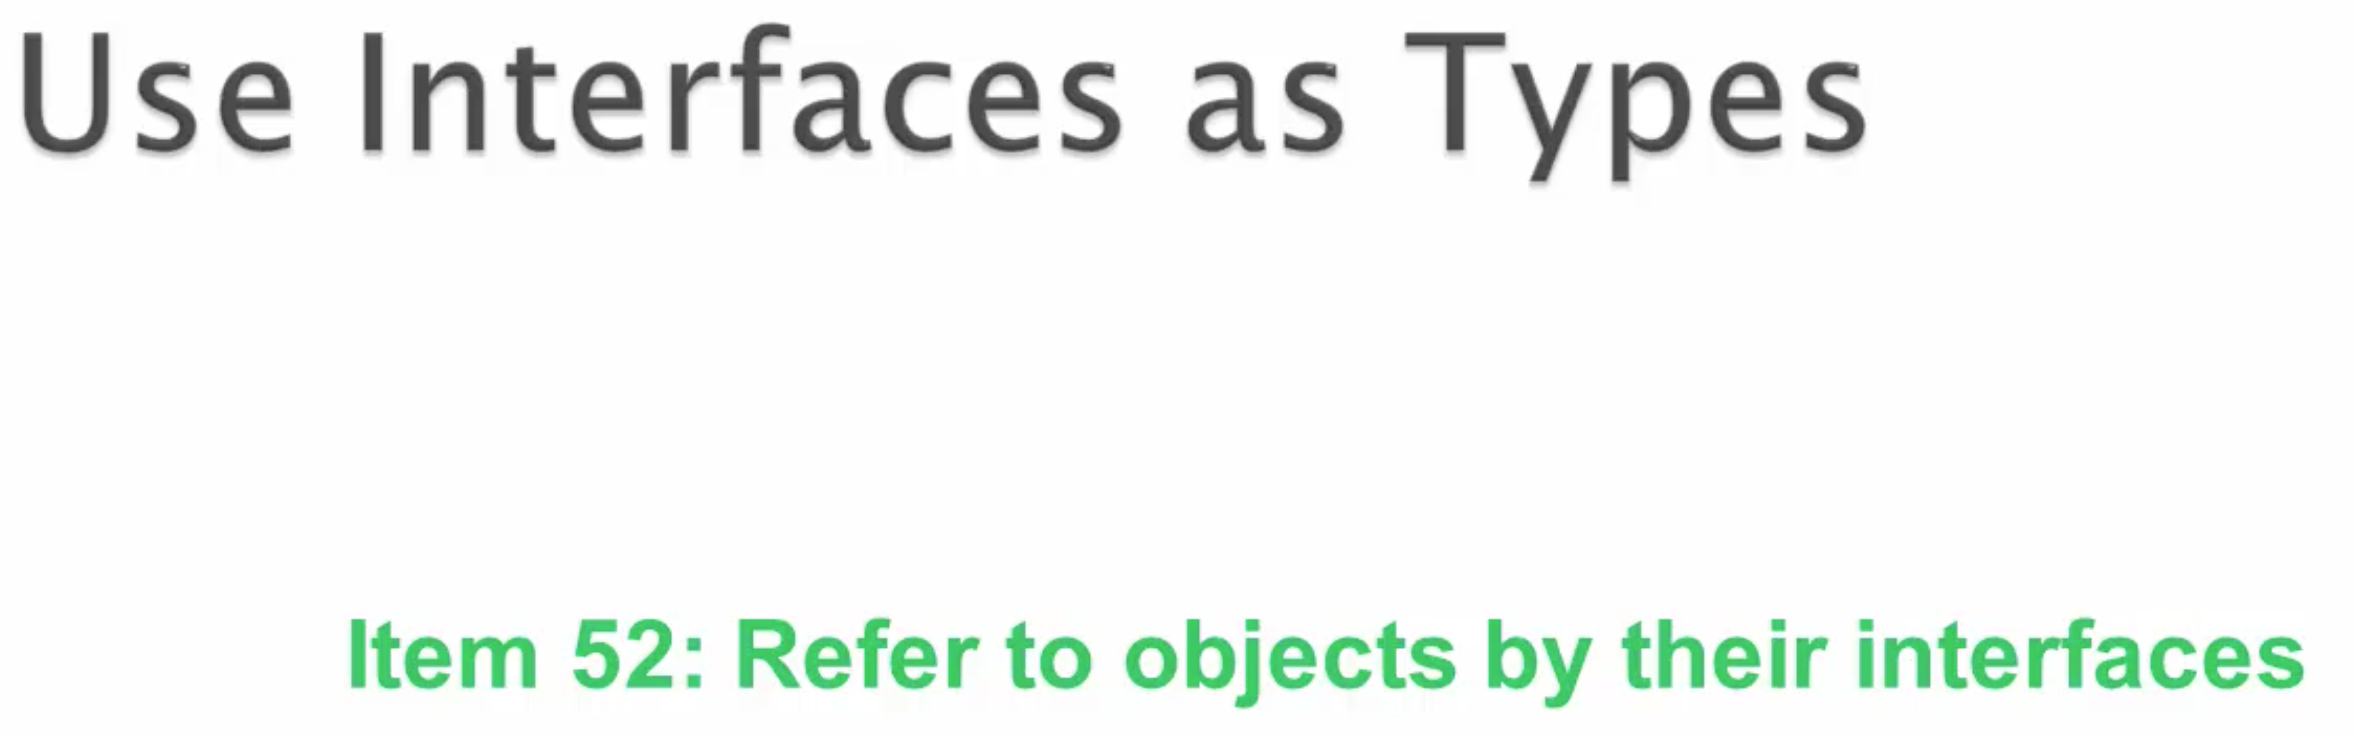 Use Interfaces as Types
Item 52: Refer to objects by their interfaces